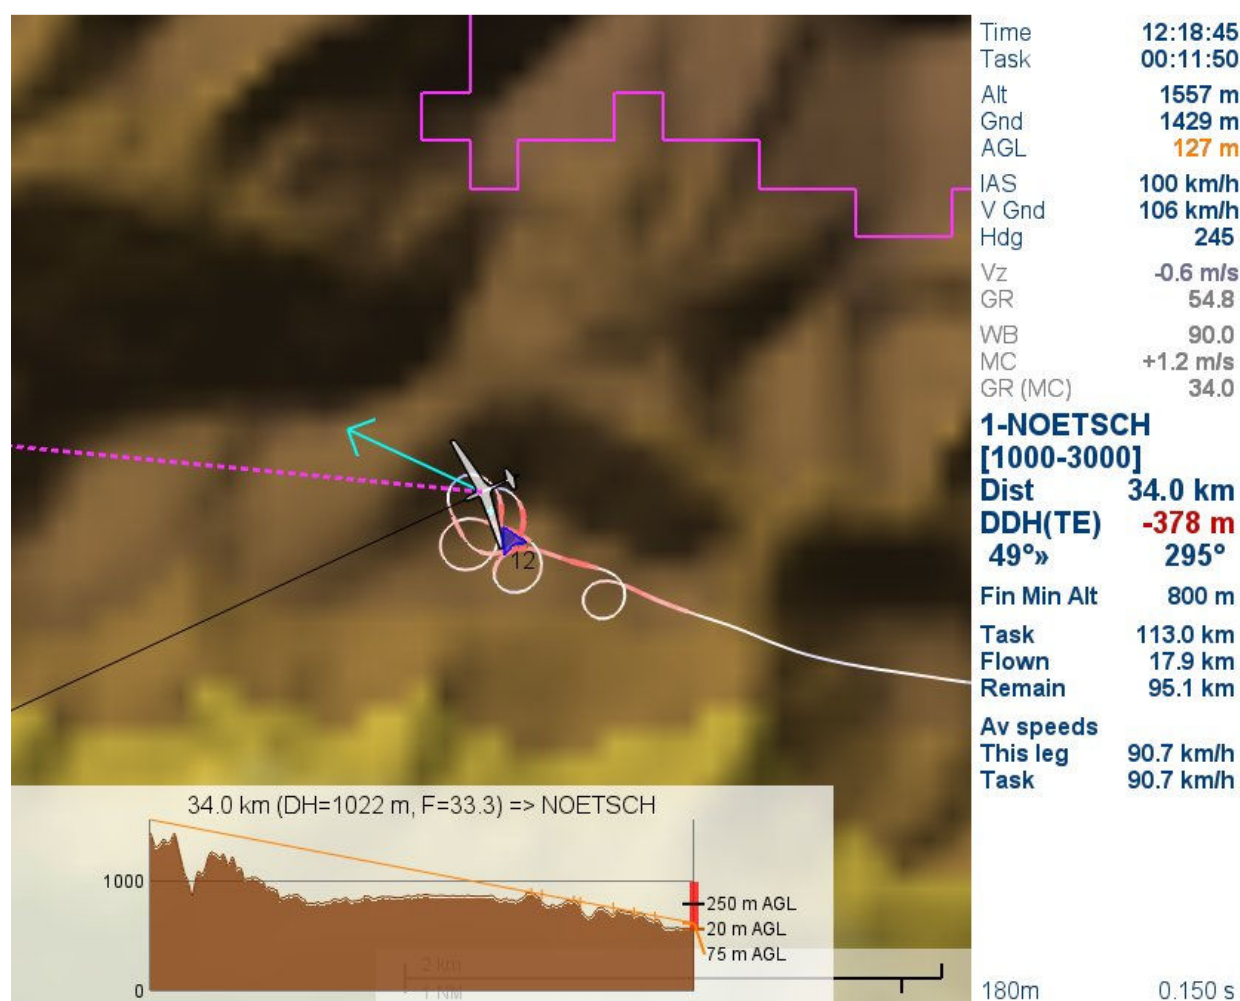 Time 12:18:45
Task 00:11:50
Alt 1557 m
Gnd 1429 m
AGL 127 m
IAS 100 km/h
V Gnd 106 km/h
Hdg 245
Vz -0.6 m/s
GR 54.8
WB 90.0
MC +1.2 m/s
GR (MC) 34.0
1-NOETSCH
[1000-3000]
Dist 34.0 km
DDH(TE) -378 m
49°» 295°
Fin Min Alt 800 m
Task 113.0 km
Flown 17.9 km
Remain 95.1 km
Av speeds
This leg 90.7 km/h
Task 90.7 km/h
12
34.0 km (DH=1022 m, F=33.3) => NOETSCH
1000
250 m AGL
20 m AGL
75 m AGL
0
2 km
1 NM
180m 0.150 s